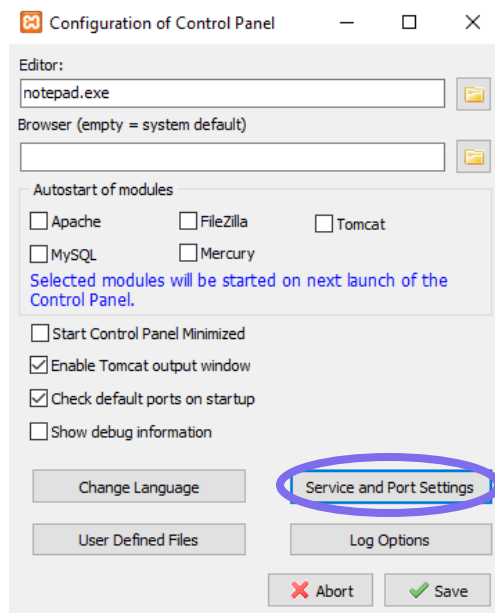 Configuration of Control Panel
Editor:
notepad.exe
Browser (empty = system default)
Autostart of modules
Apache FileZilla Tomcat
MySQL Mercury
Selected modules will be started on next launch of the
Control Panel.
Start Control Panel Minimized
Enable Tomcat output window
Check default ports on startup
Show debug information
Change Language Service and Port Settings
User Defined Files Log Options
Abort Save